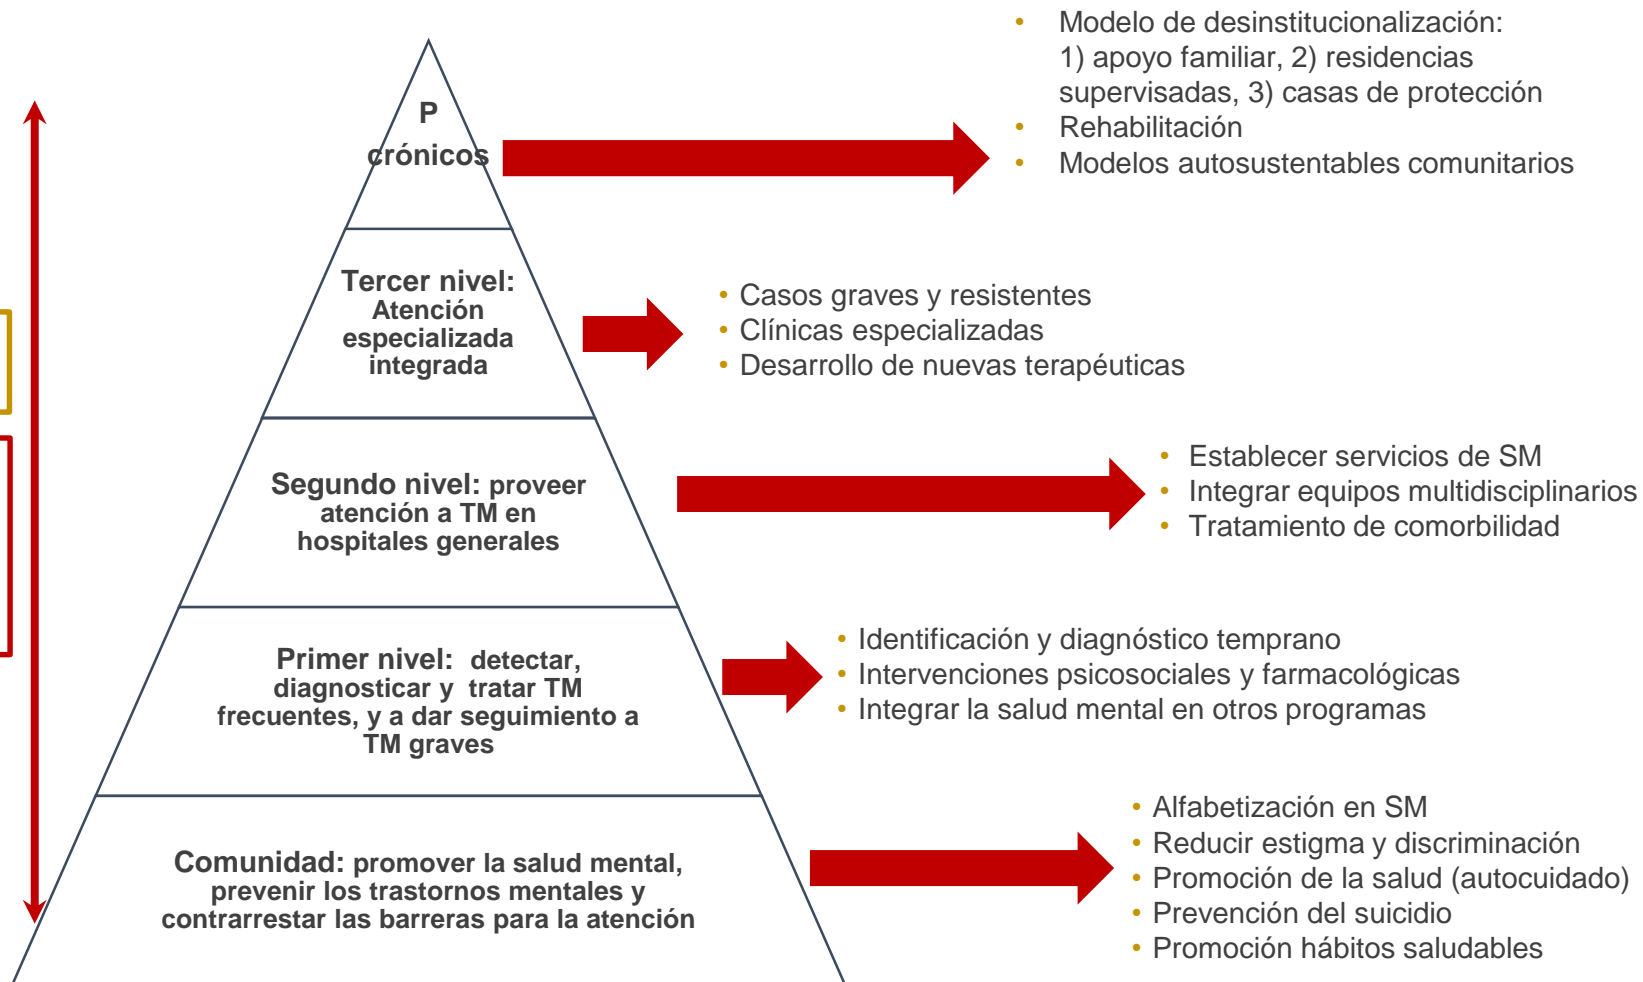 • Modelo de desinstitucionalización:
1) apoyo familiar, 2) residencias
supervisadas, 3) casas de protección
• Rehabilitación
• Modelos autosustentables comunitarios
P
crónicos
Tercer nivel:
Atención
especializada
integrada
• Casos graves y resistentes
• Clínicas especializadas
• Desarrollo de nuevas terapéuticas
Segundo nivel: proveer
atención a TM en
hospitales generales
• Establecer servicios de SM
• Integrar equipos multidisciplinarios
• Tratamiento de comorbilidad
Primer nivel: detectar,
diagnosticar y tratar TM
frecuentes, y a dar seguimiento a
TM graves
• Identificación y diagnóstico temprano
• Intervenciones psicosociales y farmacológicas
• Integrar la salud mental en otros programas
Comunidad: promover la salud mental,
prevenir los trastornos mentales y
contrarrestar las barreras para la atención
• Alfabetización en SM
• Reducir estigma y discriminación
• Promoción de la salud (autocuidado)
• Prevención del suicidio
• Promoción hábitos saludables